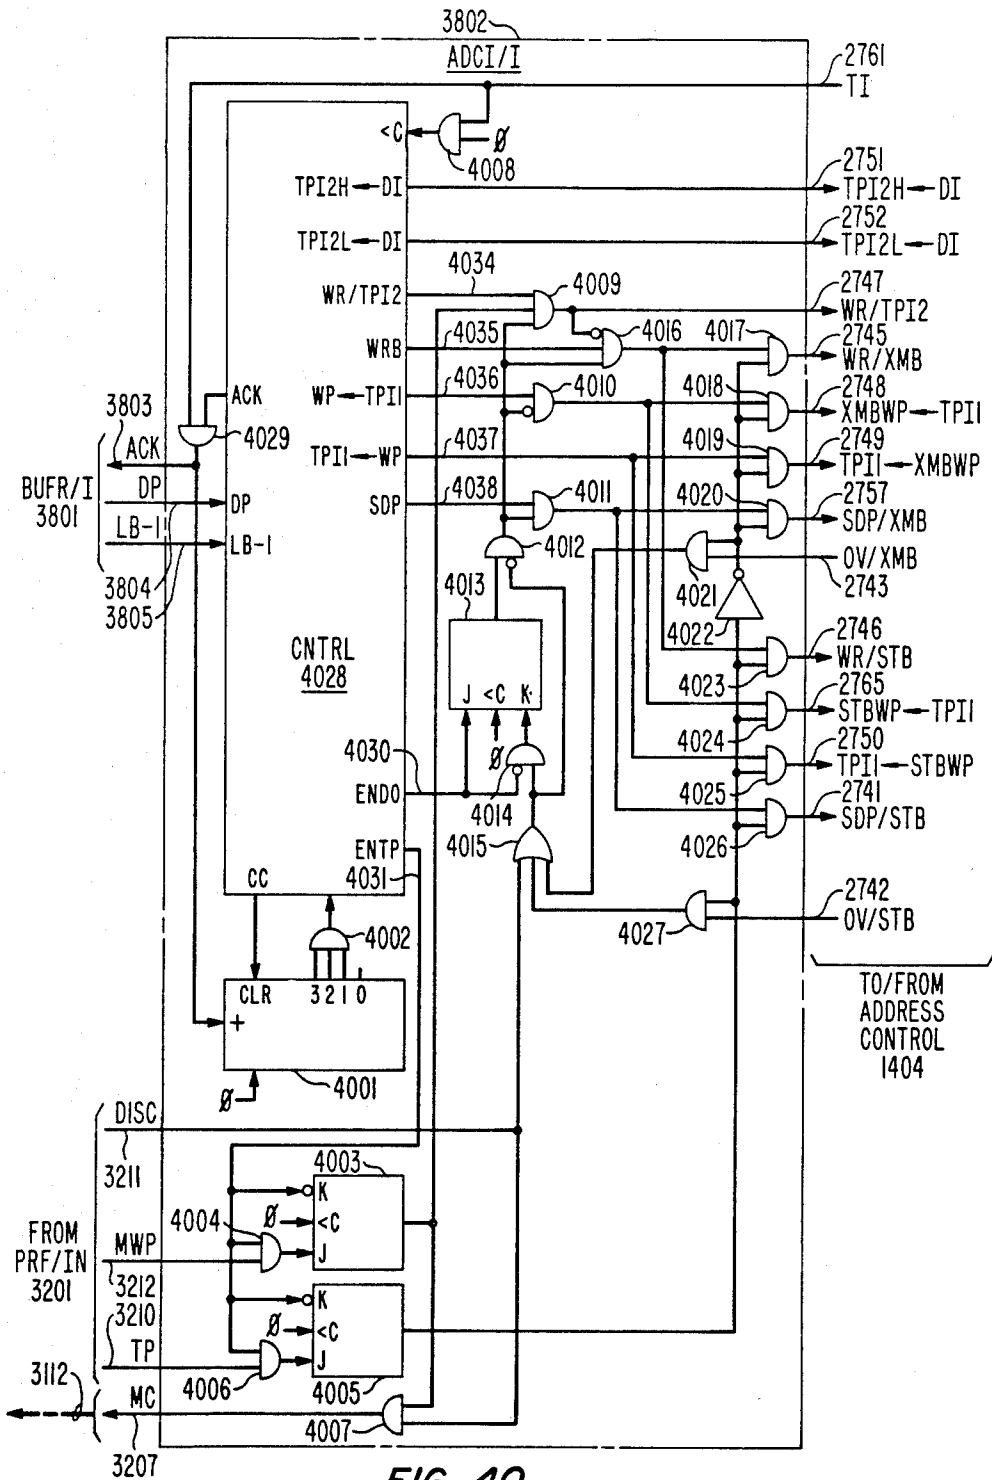 3802
ADCI/I
2761
TI
<C
Ø
4008
2751
TPI2H
DI
TPI2H
DI
2752
TPI2L
DI
TPI2L
DI
4034
WR/TPI2
4009
2747
WR/TPI2
4035
WRB
4016
4017
2745
WR/XMB
ACK
4036
WP
TPI1
4010
4018
2748
XMBWP
TPI1
3803
ACK
4029
4037
TPI1
WP
4019
2749
TPI1
XMBWP
BUFR/I
3801
DP
DP
4038
SDP
4011
4020
2757
SDP/XMB
LB-1
LB-1
4012
OV/XMB
3804
3805
4013
4021
2743
4022
CNTRL
4028
2746
WR/STB
J
<C
K
4023
2765
STBWP
TPI1
4030
Ø
4024
2750
TPI1
STBWP
ENDO
4014
4025
2741
SDP/STB
ENTP
4015
4026
4031
CC
2742
OV/STB
4002
4027
CLR
3 2 1 0
TO/FROM
ADDRESS
CONTROL
1404
+
Ø
4001
DISC
3211
4003
K
Ø
<C
4004
J
FROM
PRF/IN
3201
MWP
3212
3210
K
Ø
<C
TP
J
4006
4005
3112
MC
4007
3207
FIG. 40